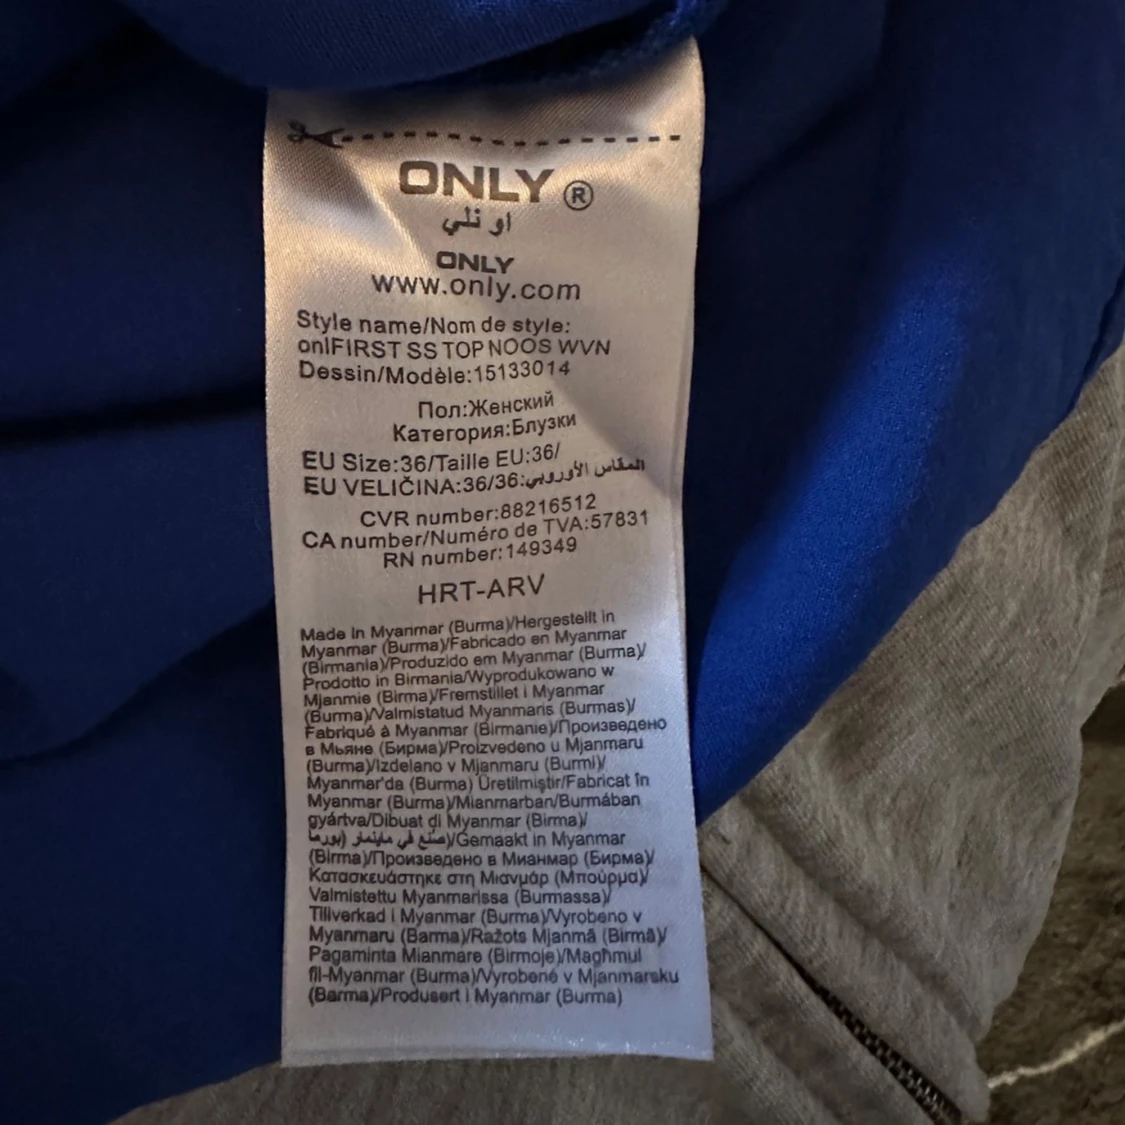 ONLY ®
اونلي
ONLY
www.only.com
Style name/Nom de style:
onlFIRST SS TOP NOOS WVN
Dessin/Modèle:15133014
Пол:Женский
Категория:Блузки
EU Size:36/Taille EU:36/
EU VELIČINA:36/36:المقاس الأوروبي
CVR number:88216512
CA number/Numéro de TVA:57831
RN number:149349
HRT-ARV
Made in Myanmar (Burma)/Hergestellt in
Myanmar (Burma)/Fabricado en Myanmar
(Birmania)/Produzido em Myanmar (Burma)/
Prodotto in Birmania/Wyprodukowano w
Mjanmie (Birma)/Fremstillet i Myanmar
(Burma)/Valmistatud Myanmaris (Burmas)/
Fabriqué à Myanmar (Birmanie)/Произведено
в Мьяне (Бирма)/Proizvedeno u Mjanmaru
(Burma)/Izdelano v Mjanmaru (Burmi)/
Myanmar'da (Burma) Üretilmiştir/Fabricat în
Myanmar (Burma)/Mianmarban/Burmában
gyártva/Dibuat di Myanmar (Birma)/
صنع في ماينمار (بورما)/Gemaakt in Myanmar
(Birma)/Произведено в Мианмар (Бирма)/
Κατασκευάστηκε στη Μιανμάρ (Μπούρμα)/
Valmistettu Myanmarissa (Burmassa)/
Tillverkad i Myanmar (Burma)/Vyrobeno v
Myanmaru (Barma)/Ražots Mjanmā (Birmā)/
Pagaminta Mianmare (Birmoje)/Magħmul
fil-Myanmar (Burma)/Vyrobené v Mjanmarsku
(Barma)/Produsert i Myanmar (Burma)